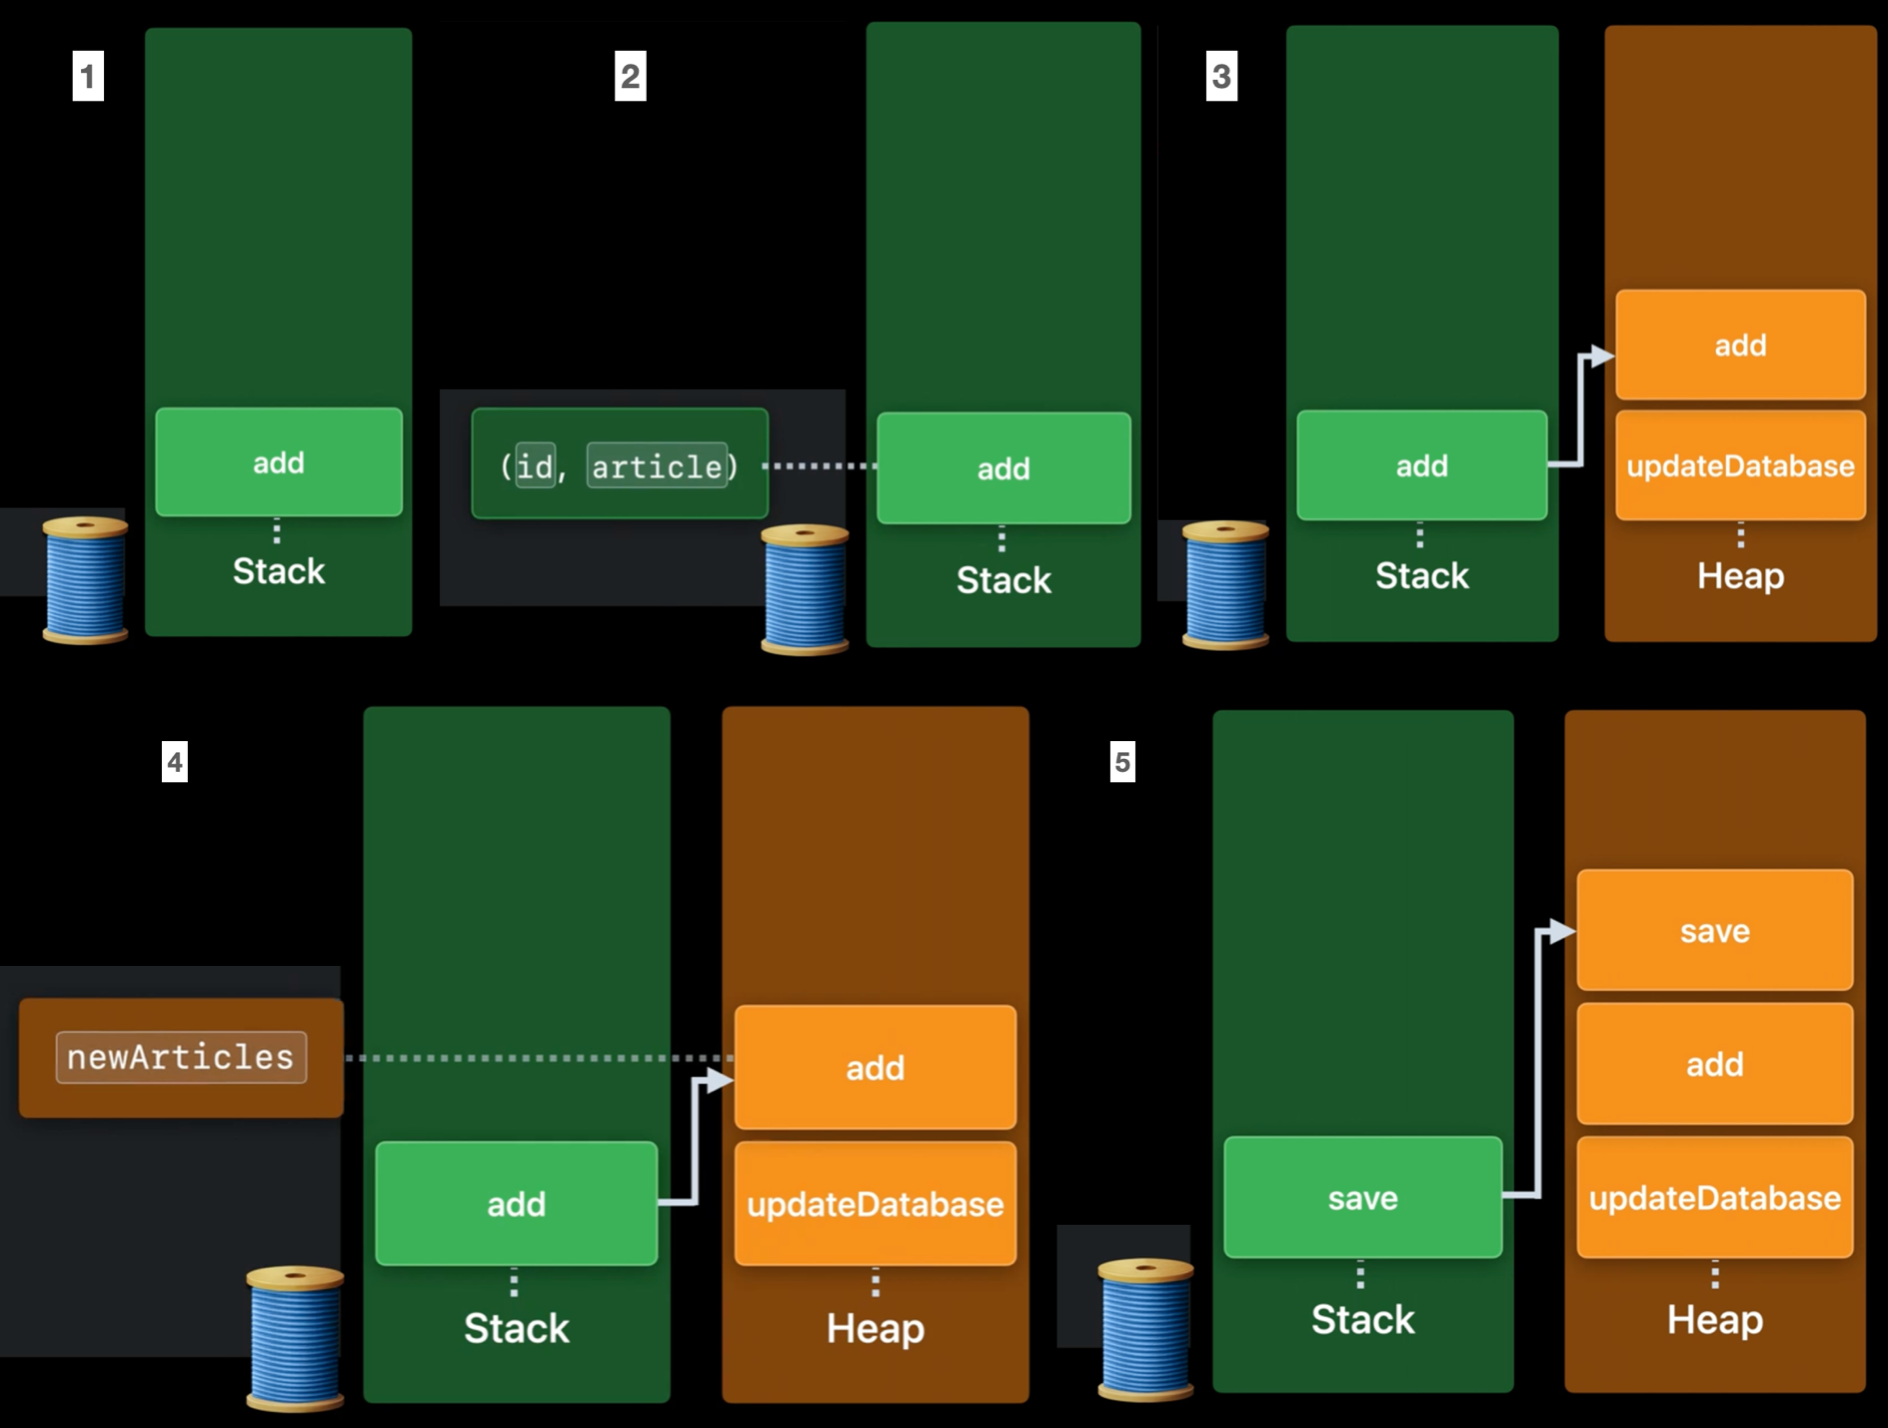 1
add
Stack
2
(id, article)
add
Stack
3
add
Stack
add
updateDatabase
Heap
4
newArticles
add
Stack
add
updateDatabase
Heap
5
save
Stack
save
add
updateDatabase
Heap